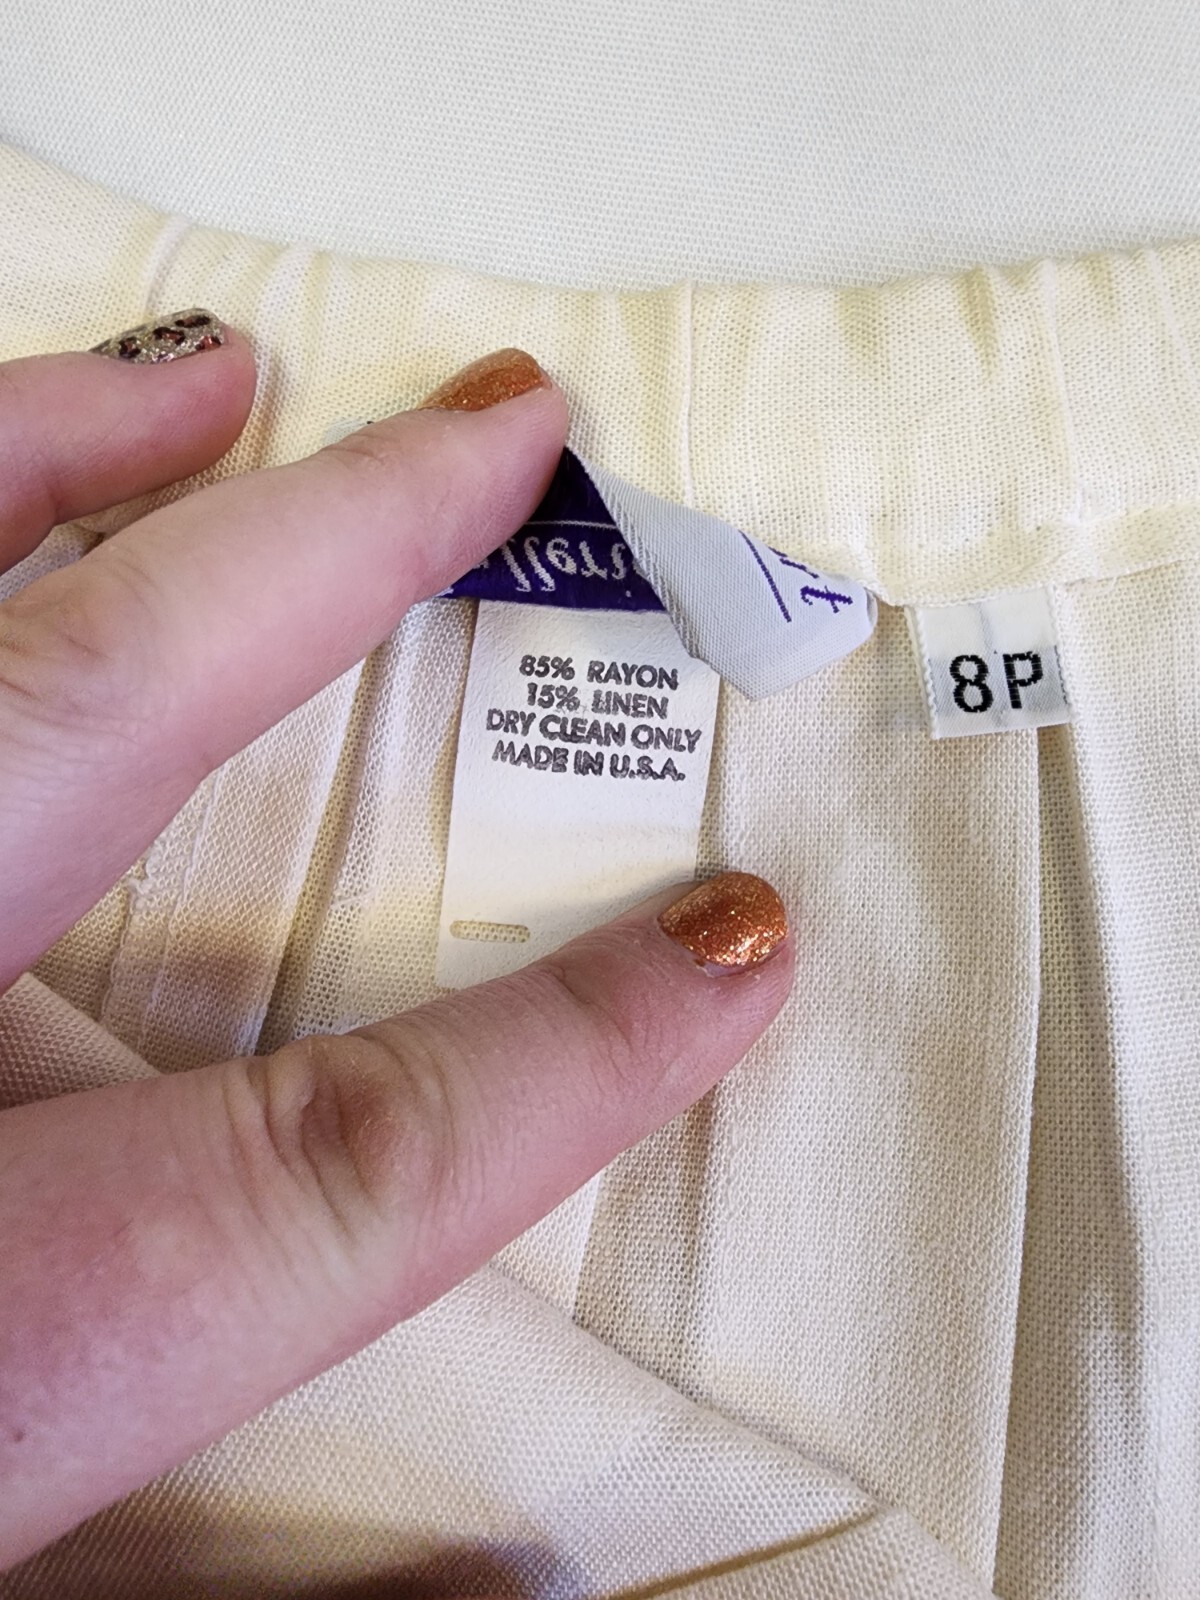 85% RAYON
15% LINEN
DRY CLEAN ONLY
MADE IN U.S.A.
8P